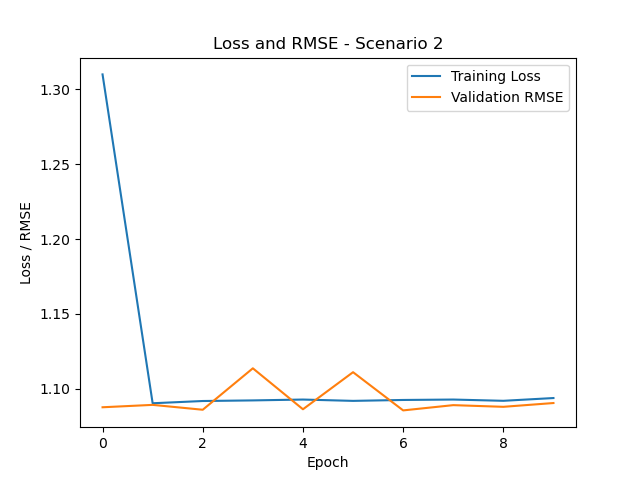 Loss and RMSE - Scenario 2
Training Loss
Validation RMSE
1.30
1.25
1.20
1.15
1.10
Loss / RMSE
0 2 4 6 8
Epoch